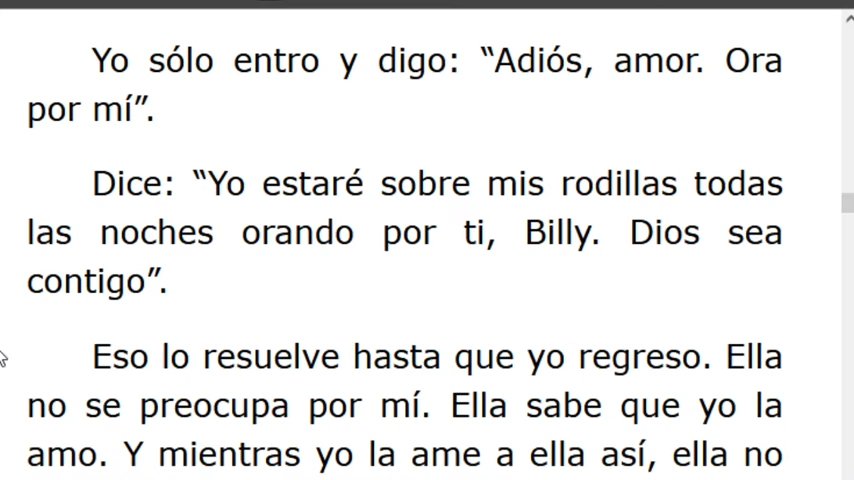 Yo sólo entro y digo: “Adiós, amor. Ora
por mí”.
Dice: “Yo estaré sobre mis rodillas todas
las noches orando por ti, Billy. Dios sea
contigo”.
Eso lo resuelve hasta que yo regreso. Ella
no se preocupa por mí. Ella sabe que yo la
amo. Y mientras yo la ame a ella así, ella no